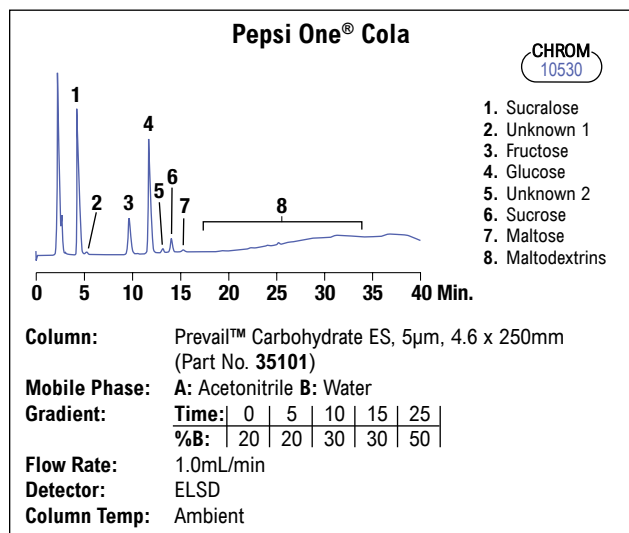 Pepsi One® Cola
CHROM
10530
1
2
3
4
5
6
7
8
1. Sucralose
2. Unknown 1
3. Fructose
4. Glucose
5. Unknown 2
6. Sucrose
7. Maltose
8. Maltodextrins
0 5 10 15 20 25 30 35 40 Min.
Column: Prevail™ Carbohydrate ES, 5µm, 4.6 x 250mm
(Part No. 35101)
Mobile Phase: A: Acetonitrile B: Water
Gradient: Time: 0 5 10 15 25
%B: 20 20 30 30 50
Flow Rate: 1.0mL/min
Detector: ELSD
Column Temp: Ambient